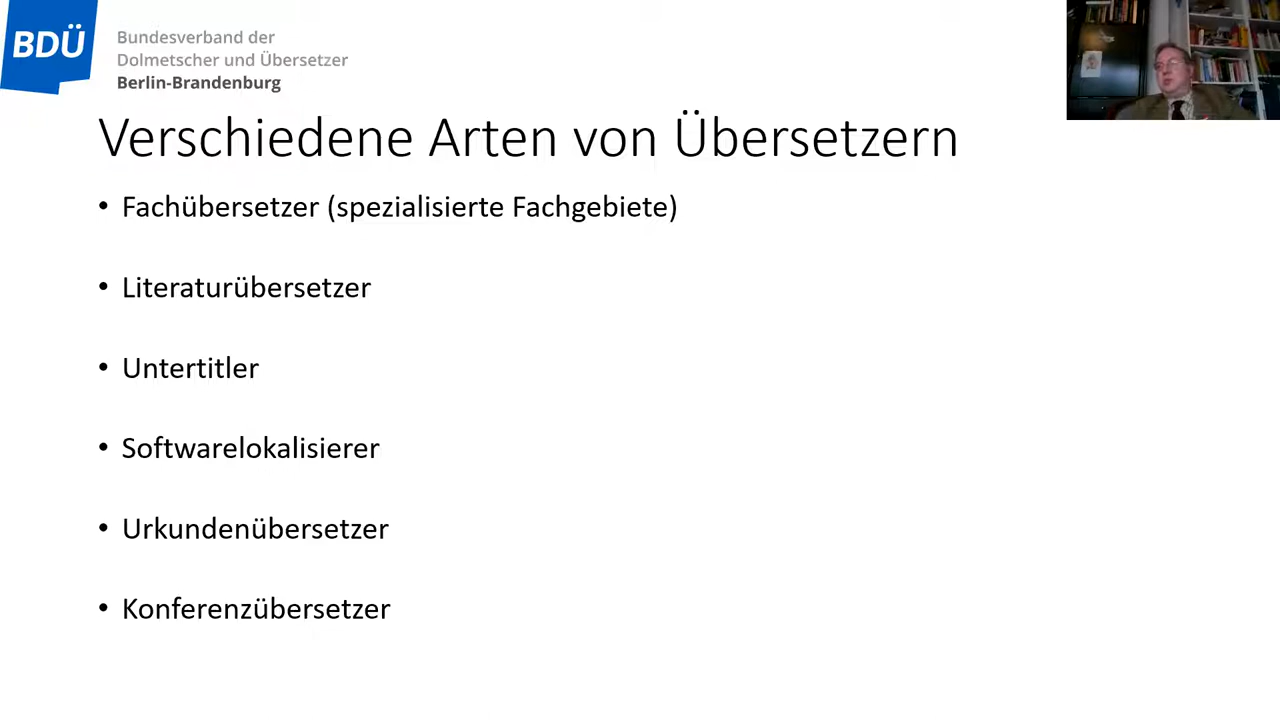 BDÜ
Bundesverband der
Dolmetscher und Übersetzer
Berlin-Brandenburg
Verschiedene Arten von Übersetzern
• Fachübersetzer (spezialisierte Fachgebiete)
• Literaturübersetzer
• Untertitler
• Softwarelokalisierer
• Urkundenübersetzer
• Konferenzübersetzer